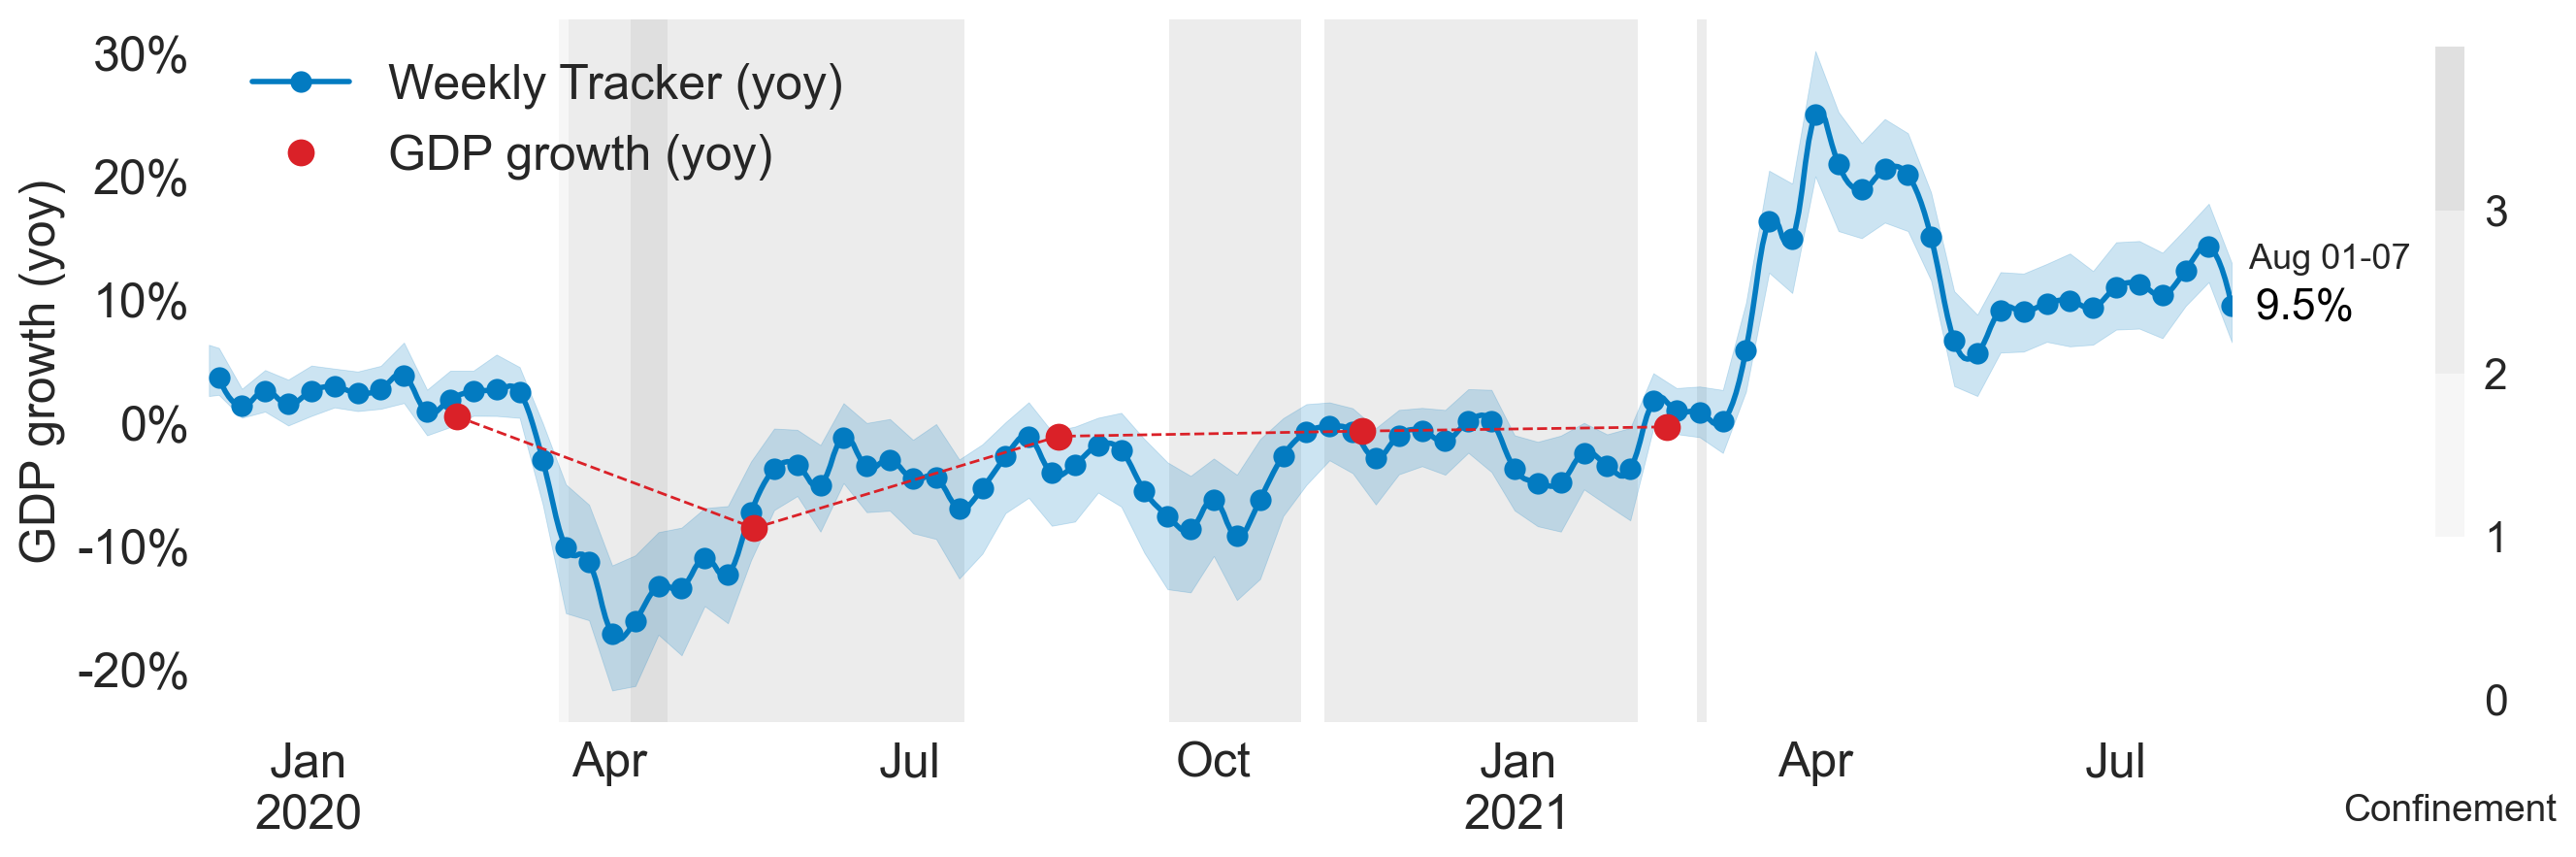 GDP growth (yoy)
30%
20%
10%
0%
-10%
-20%
Weekly Tracker (yoy)
GDP growth (yoy)
Aug 01-07
9.5%
3
2
1
0
Jan
2020
Apr
Jul
Oct
Jan
2021
Apr
Jul
Confinement